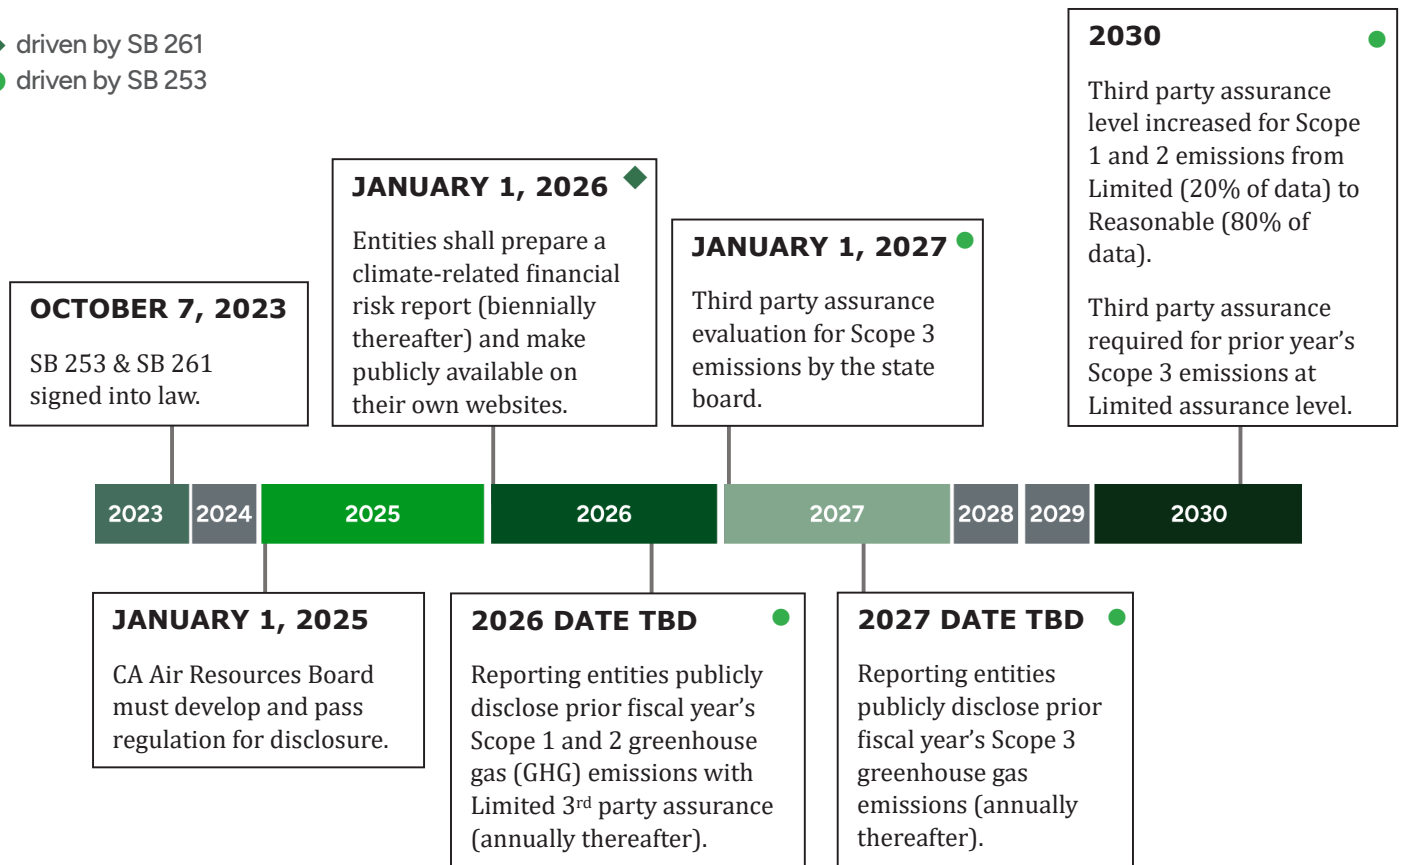 driven by SB 261
driven by SB 253
2030
Third party assurance
level increased for Scope
1 and 2 emissions from
Limited (20% of data) to
Reasonable (80% of
data).
Third party assurance
required for prior year’s
Scope 3 emissions at
Limited assurance level.
JANUARY 1, 2026
Entities shall prepare a
climate-related financial
risk report (biennially
thereafter) and make
publicly available on
their own websites.
JANUARY 1, 2027
Third party assurance
evaluation for Scope 3
emissions by the state
board.
OCTOBER 7, 2023
SB 253 & SB 261
signed into law.
2023 2024 2025 2026 2027 2028 2029 2030
JANUARY 1, 2025
CA Air Resources Board
must develop and pass
regulation for disclosure.
2026 DATE TBD
Reporting entities publicly
disclose prior fiscal year’s
Scope 1 and 2 greenhouse
gas (GHG) emissions with
Limited 3rd party assurance
(annually thereafter).
2027 DATE TBD
Reporting entities
publicly disclose prior
fiscal year’s Scope 3
greenhouse gas
emissions (annually
thereafter).